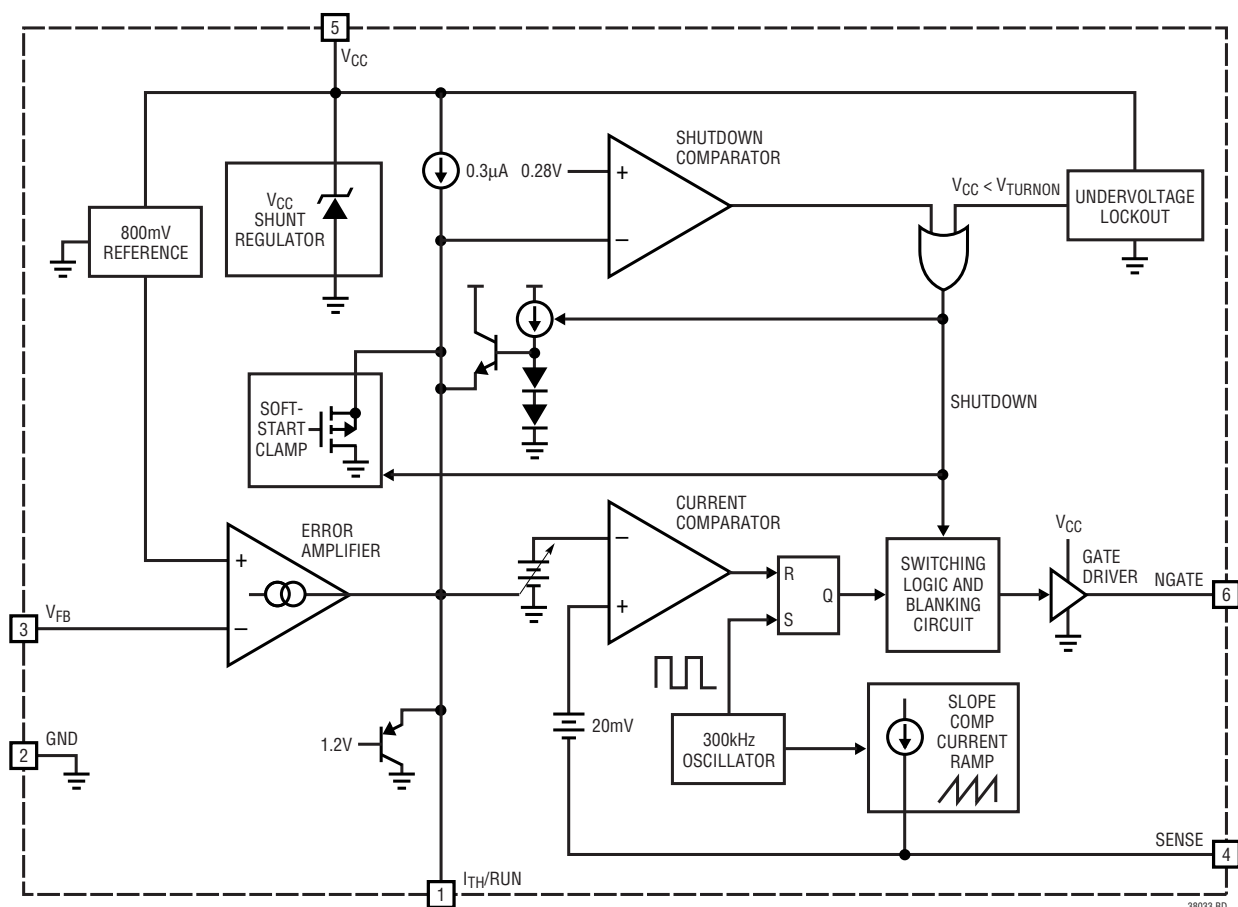 5
VCC
0.3µA
0.28V
+
−
SHUTDOWN
COMPARATOR
VCC < VTURNON
UNDERVOLTAGE
LOCKOUT
800mV
REFERENCE
VCC
SHUNT
REGULATOR
SOFT-
START
CLAMP
SHUTDOWN
ERROR
AMPLIFIER
+
−
CURRENT
COMPARATOR
−
+
R
S
Q
SWITCHING
LOGIC AND
BLANKING
CIRCUIT
VCC
GATE
DRIVER
NGATE
6
3
VFB
2
GND
1.2V
20mV
300kHz
OSCILLATOR
SLOPE
COMP
CURRENT
RAMP
SENSE
4
1
ITH/RUN
38033 BD